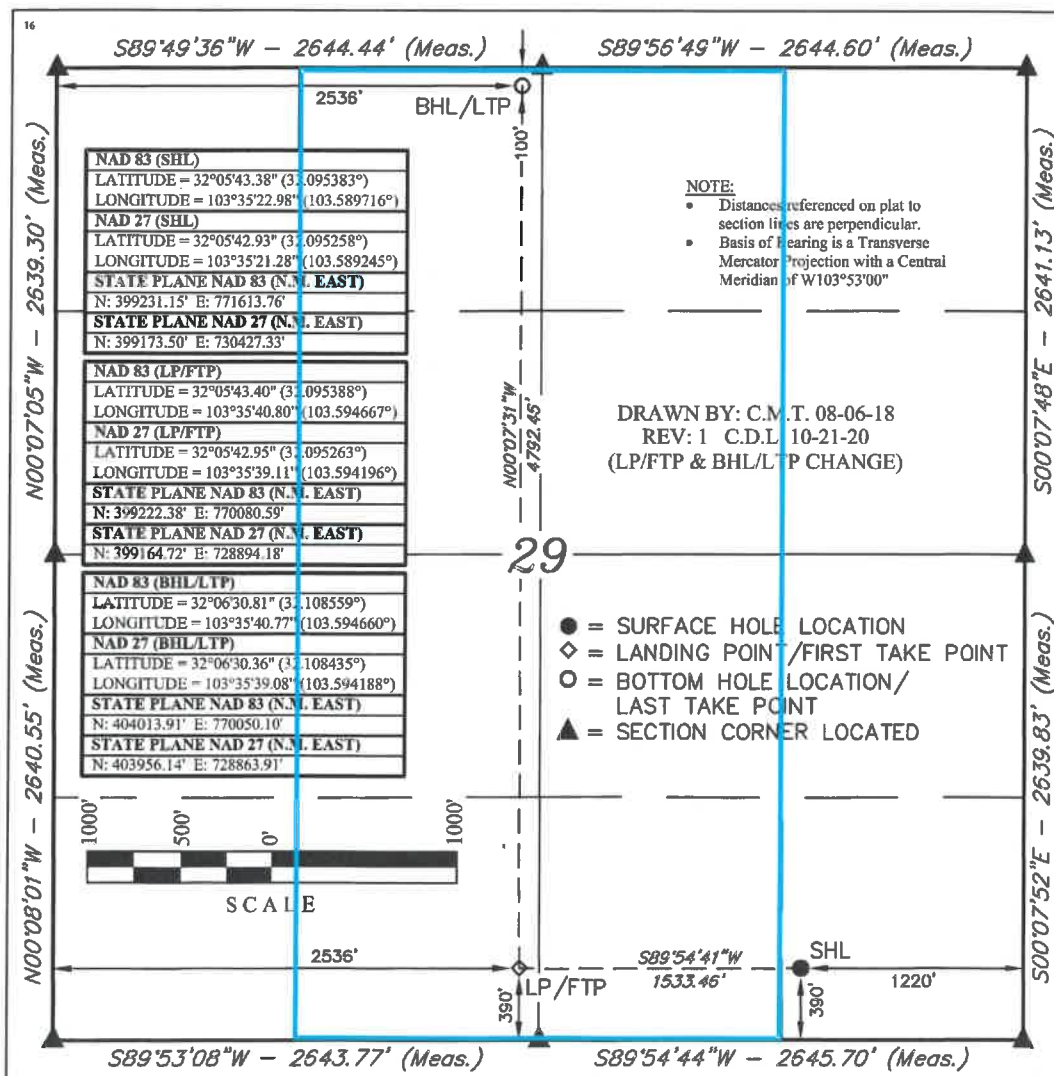 16
S89°49'36"W - 2644.44' (Meas.)
S89°56'49"W - 2644.60' (Meas.)
2536'
BHL/LTP
100'
N00°07'05"W - 2639.30' (Meas.)
S00°07'48"E - 2641.13' (Meas.)
NAD 83 (SHL)
LATITUDE = 32°05'43.38" (32.095383°)
LONGITUDE = 103°35'22.98" (103.589716°)
NAD 27 (SHL)
LATITUDE = 32°05'42.93" (32.095258°)
LONGITUDE = 103°35'21.28" (103.589245°)
STATE PLANE NAD 83 (N.M. EAST)
N: 399231.15' E: 771613.76'
STATE PLANE NAD 27 (N.M. EAST)
N: 399173.50' E: 730427.33'
NOTE:
• Distances referenced on plat to
section lines are perpendicular.
• Basis of Bearing is a Transverse
Mercator Projection with a Central
Meridian of W103°53'00"
NAD 83 (LP/FTP)
LATITUDE = 32°05'43.40" (32.095388°)
LONGITUDE = 103°35'40.80" (103.594667°)
NAD 27 (LP/FTP)
LATITUDE = 32°05'42.95" (32.095263°)
LONGITUDE = 103°35'39.11" (103.594196°)
STATE PLANE NAD 83 (N.M. EAST)
N: 399222.38' E: 770080.59'
STATE PLANE NAD 27 (N.M. EAST)
N: 399164.72' E: 728894.18'
N00°07'31"W
4792.45'
DRAWN BY: C.M.T. 08-06-18
REV: 1 C.D.L. 10-21-20
(LP/FTP & BHL/LTP CHANGE)
29
NAD 83 (BHL/LTP)
LATITUDE = 32°06'30.81" (32.108559°)
LONGITUDE = 103°35'40.77" (103.594660°)
NAD 27 (BHL/LTP)
LATITUDE = 32°06'30.36" (32.108435°)
LONGITUDE = 103°35'39.08" (103.594188°)
STATE PLANE NAD 83 (N.M. EAST)
N: 404013.91' E: 770050.10'
STATE PLANE NAD 27 (N.M. EAST)
N: 403956.14' E: 728863.91'
= SURFACE HOLE LOCATION
= LANDING POINT/FIRST TAKE POINT
= BOTTOM HOLE LOCATION/
LAST TAKE POINT
= SECTION CORNER LOCATED
N00°08'01"W - 2640.55' (Meas.)
S00°07'52"E - 2639.83' (Meas.)
1000' 500' 0' 1000'
SCALE
2536'
LP/FTP
390'
S89°54'41"W
1533.46'
SHL
1220'
390'
S89°53'08"W - 2643.77' (Meas.)
S89°54'44"W - 2645.70' (Meas.)